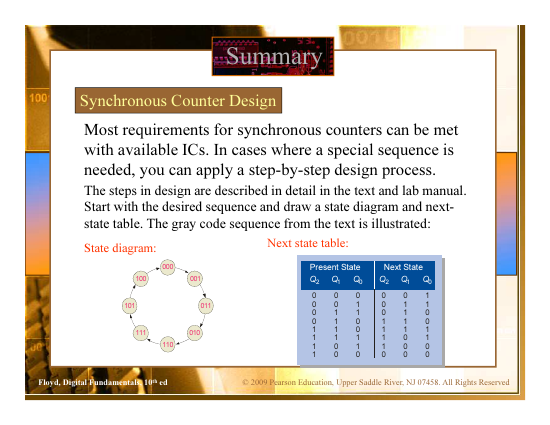 Summary
Synchronous Counter Design
Most requirements for synchronous counters can be met
with available ICs. In cases where a special sequence is
needed, you can apply a step-by-step design process.
The steps in design are described in detail in the text and lab manual.
Start with the desired sequence and draw a state diagram and next-
state table. The gray code sequence from the text is illustrated:
State diagram:
000
001
011
010
110
111
101
100
Next state table:
Present State Next State
Q2 Q1 Q0 Q2 Q1 Q0
0 0 0 0 0 1
0 0 1 0 1 1
0 1 1 0 1 0
0 1 0 1 1 0
1 1 0 1 1 1
1 1 1 1 0 1
1 0 1 1 0 0
1 0 0 0 0 0
Floyd, Digital Fundamentals, 10th ed
© 2009 Pearson Education, Upper Saddle River, NJ 07458. All Rights Reserved